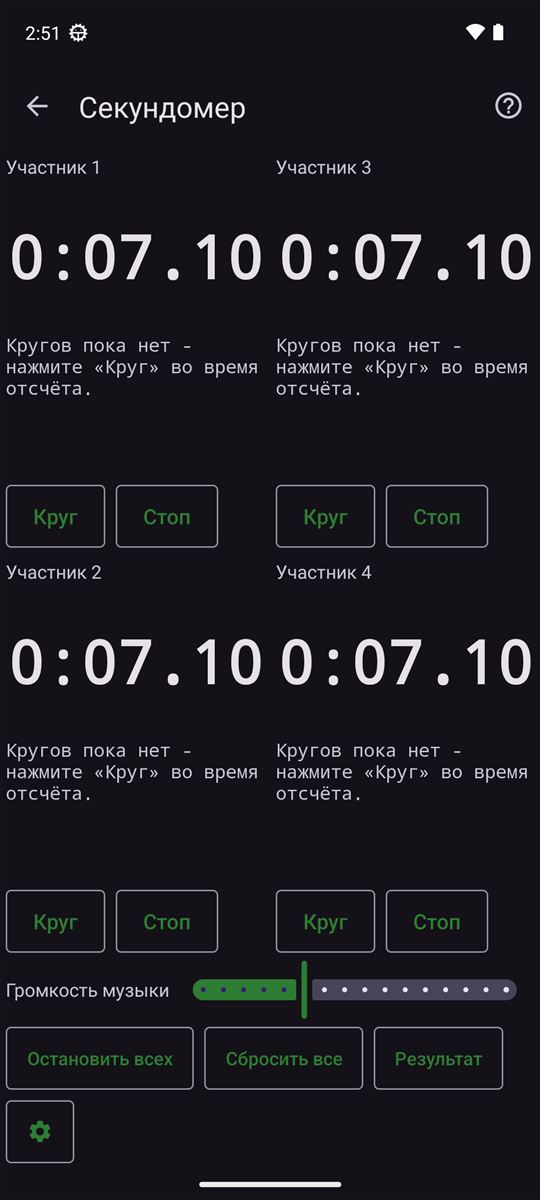 2:51
Секундомер
Участник 1
0:07.10
Кругов пока нет -
нажмите «Круг» во время
отсчёта.
Круг
Стоп
Участник 3
0:07.10
Кругов пока нет -
нажмите «Круг» во время
отсчёта.
Круг
Стоп
Участник 2
0:07.10
Кругов пока нет -
нажмите «Круг» во время
отсчёта.
Круг
Стоп
Участник 4
0:07.10
Кругов пока нет -
нажмите «Круг» во время
отсчёта.
Круг
Стоп
Громкость музыки
Остановить всех
Сбросить все
Результат